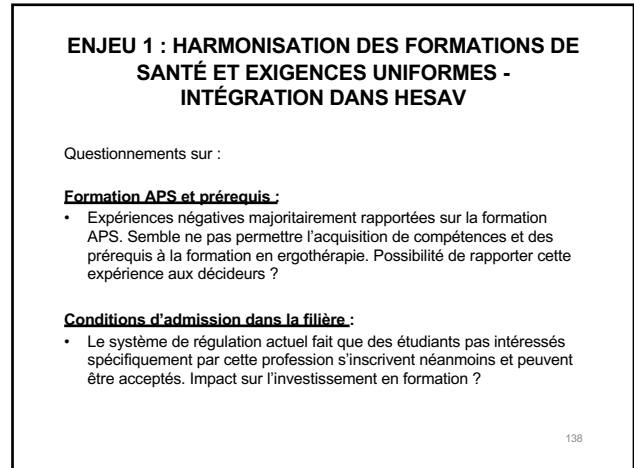 ENJEU 1 : HARMONISATION DES FORMATIONS DE
SANTÉ ET EXIGENCES UNIFORMES -
INTÉGRATION DANS HESAV
Questionnements sur :
Formation APS et prérequis :
• Expériences négatives majoritairement rapportées sur la formation
APS. Semble ne pas permettre l’acquisition de compétences et des
prérequis à la formation en ergothérapie. Possibilité de rapporter cette
expérience aux décideurs ?
Conditions d’admission dans la filière :
• Le système de régulation actuel fait que des étudiants pas intéressés
spécifiquement par cette profession s’inscrivent néanmoins et peuvent
être acceptés. Impact sur l’investissement en formation ?
138